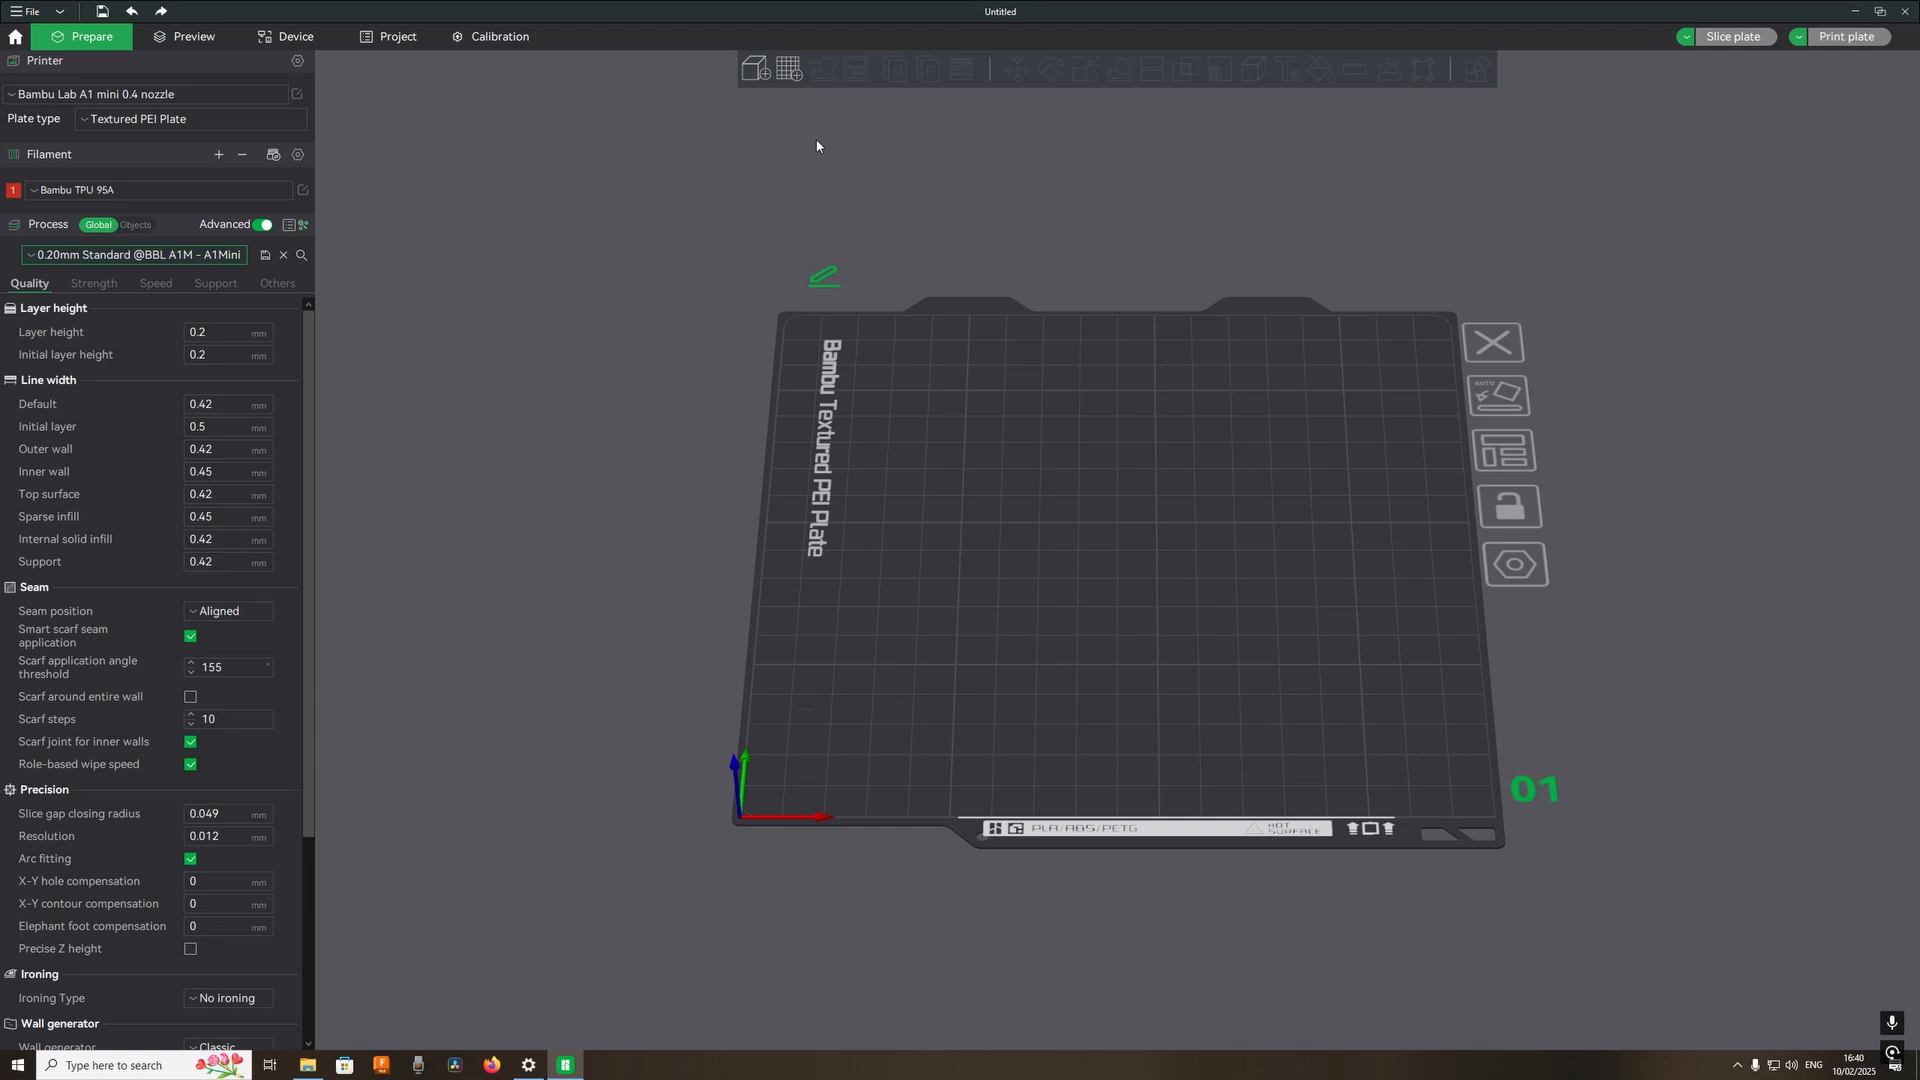 File
Untitled
Prepare
Preview
Device
Project
Calibration
Slice plate
Print plate
Printer
Bambu Lab A1 mini 0.4 nozzle
Plate type
Textured PEI Plate
Filament
1
Bambu TPU 95A
Process
Global
Objects
Advanced
0.20mm Standard @BBL A1M - A1Mini
Quality
Strength
Speed
Support
Others
Layer height
Layer height 0.2 mm
Initial layer height 0.2 mm
Line width
Default 0.42 mm
Initial layer 0.5 mm
Outer wall 0.42 mm
Inner wall 0.45 mm
Top surface 0.42 mm
Sparse infill 0.45 mm
Internal solid infill 0.42 mm
Support 0.42 mm
Seam
Seam position Aligned
Smart scarf seam
application
Scarf application angle
threshold
155 °
Scarf around entire wall
Scarf steps 10
Scarf joint for inner walls
Role-based wipe speed
Precision
Slice gap closing radius 0.049 mm
Resolution 0.012 mm
Arc fitting
X-Y hole compensation 0 mm
X-Y contour compensation 0 mm
Elephant foot compensation 0 mm
Precise Z height
Ironing
Ironing Type No ironing
Wall generator
Wall generator Classic
Bambu Textured PEI Plate
AUTO
01
PLA/ABS/PETG
HOT
SURFACE
Type here to search
ENG
16:40
10/02/2025